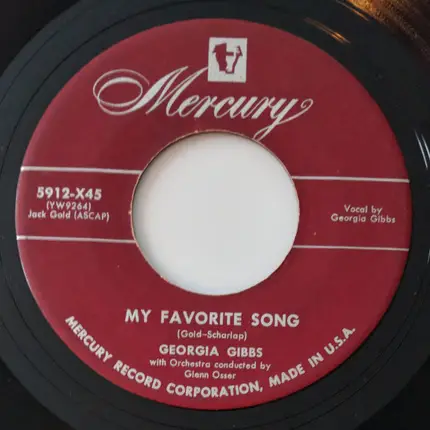 Mercury
5912-X45
(YW9264)
Jack Gold (ASCAP)
Vocal by
Georgia Gibbs
MY FAVORITE SONG
(Gold-Scharlap)
GEORGIA GIBBS
with Orchestra conducted by
Glenn Osser
MERCURY RECORD CORPORATION, MADE IN U.S.A.